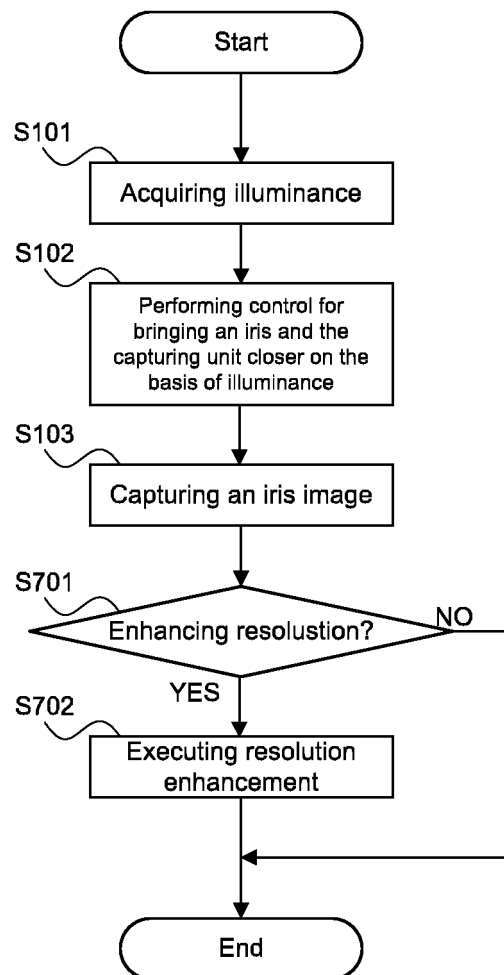 Start
S101
Acquiring illuminance
S102
Performing control for
bringing an iris and the
capturing unit closer on the
basis of illuminance
S103
Capturing an iris image
S701
Enhancing resolustion?
NO
YES
S702
Executing resolution
enhancement
End